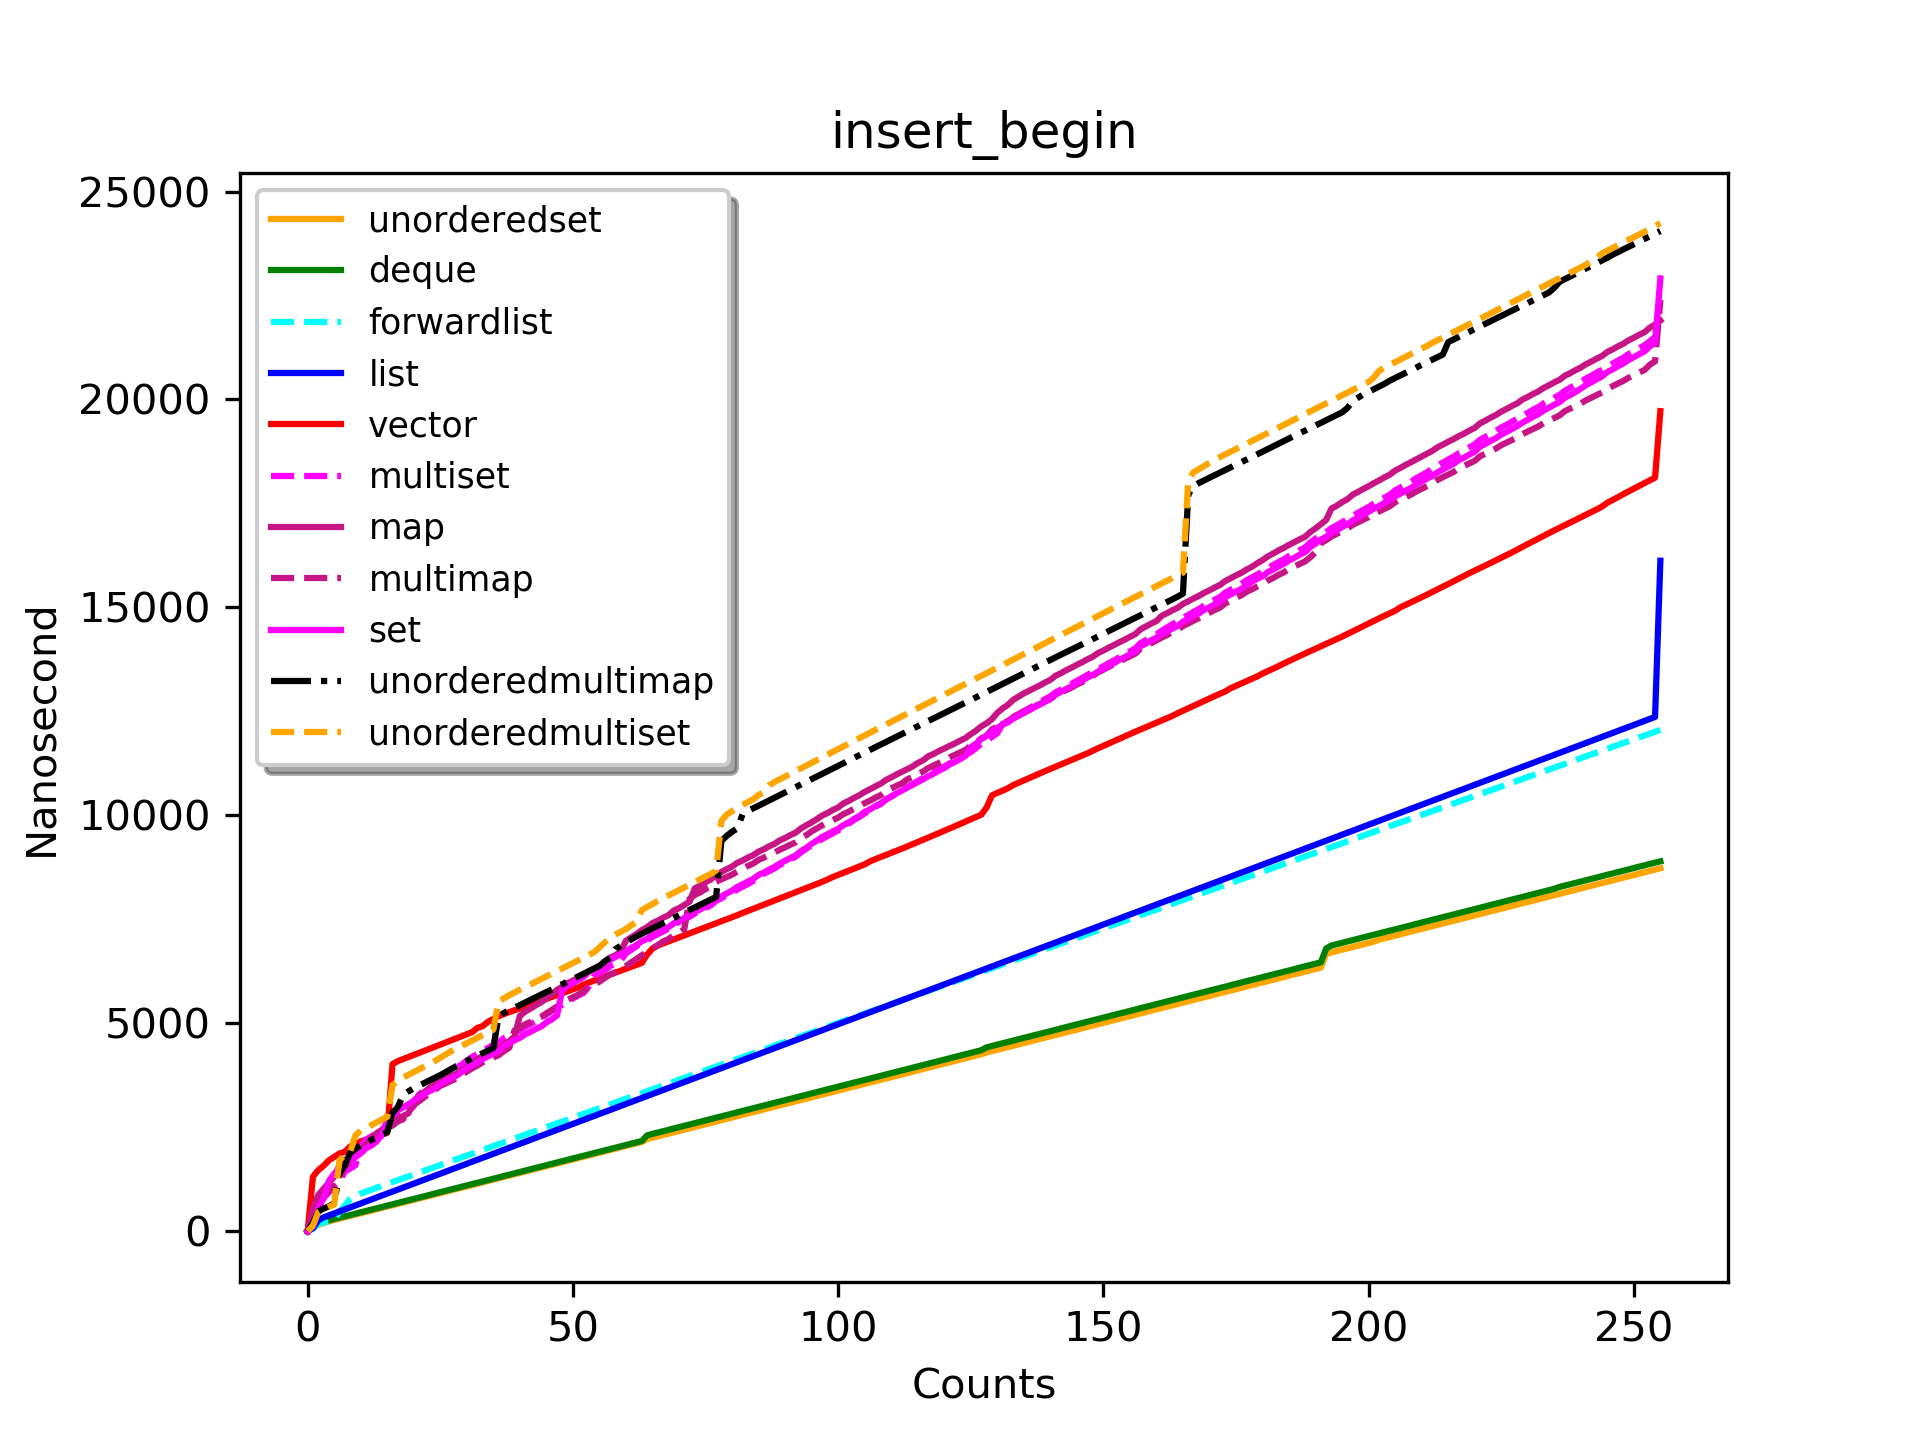 insert_begin
25000
20000
15000
10000
5000
0
Nanosecond
unorderedset
deque
forwardlist
list
vector
multiset
map
multimap
set
unorderedmultimap
unorderedmultiset
0 50 100 150 200 250
Counts